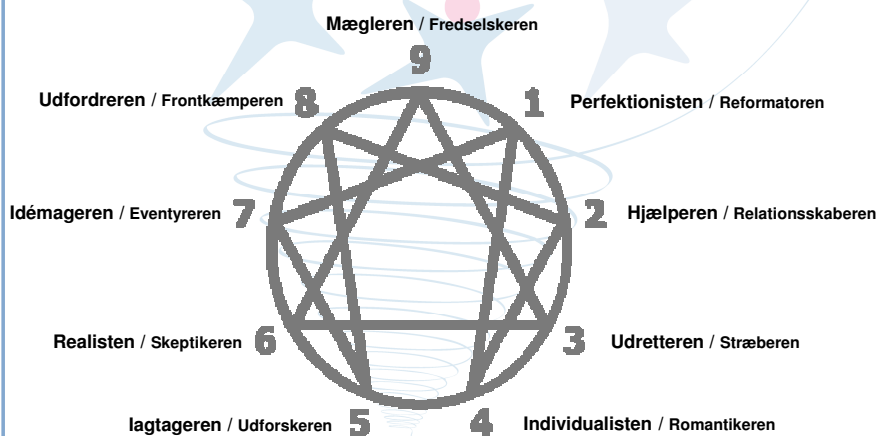 Mægleren / Fredselskeren
9
Udfordreren / Frontkæmperen 8
1 Perfektionisten / Reformatoren
Idémageren / Eventyreren 7
2 Hjælperen / Relationsskaberen
Realisten / Skeptikeren 6
3 Udretteren / Stræberen
Iagtageren / Udforskeren 5
4 Individualisten / Romantikeren